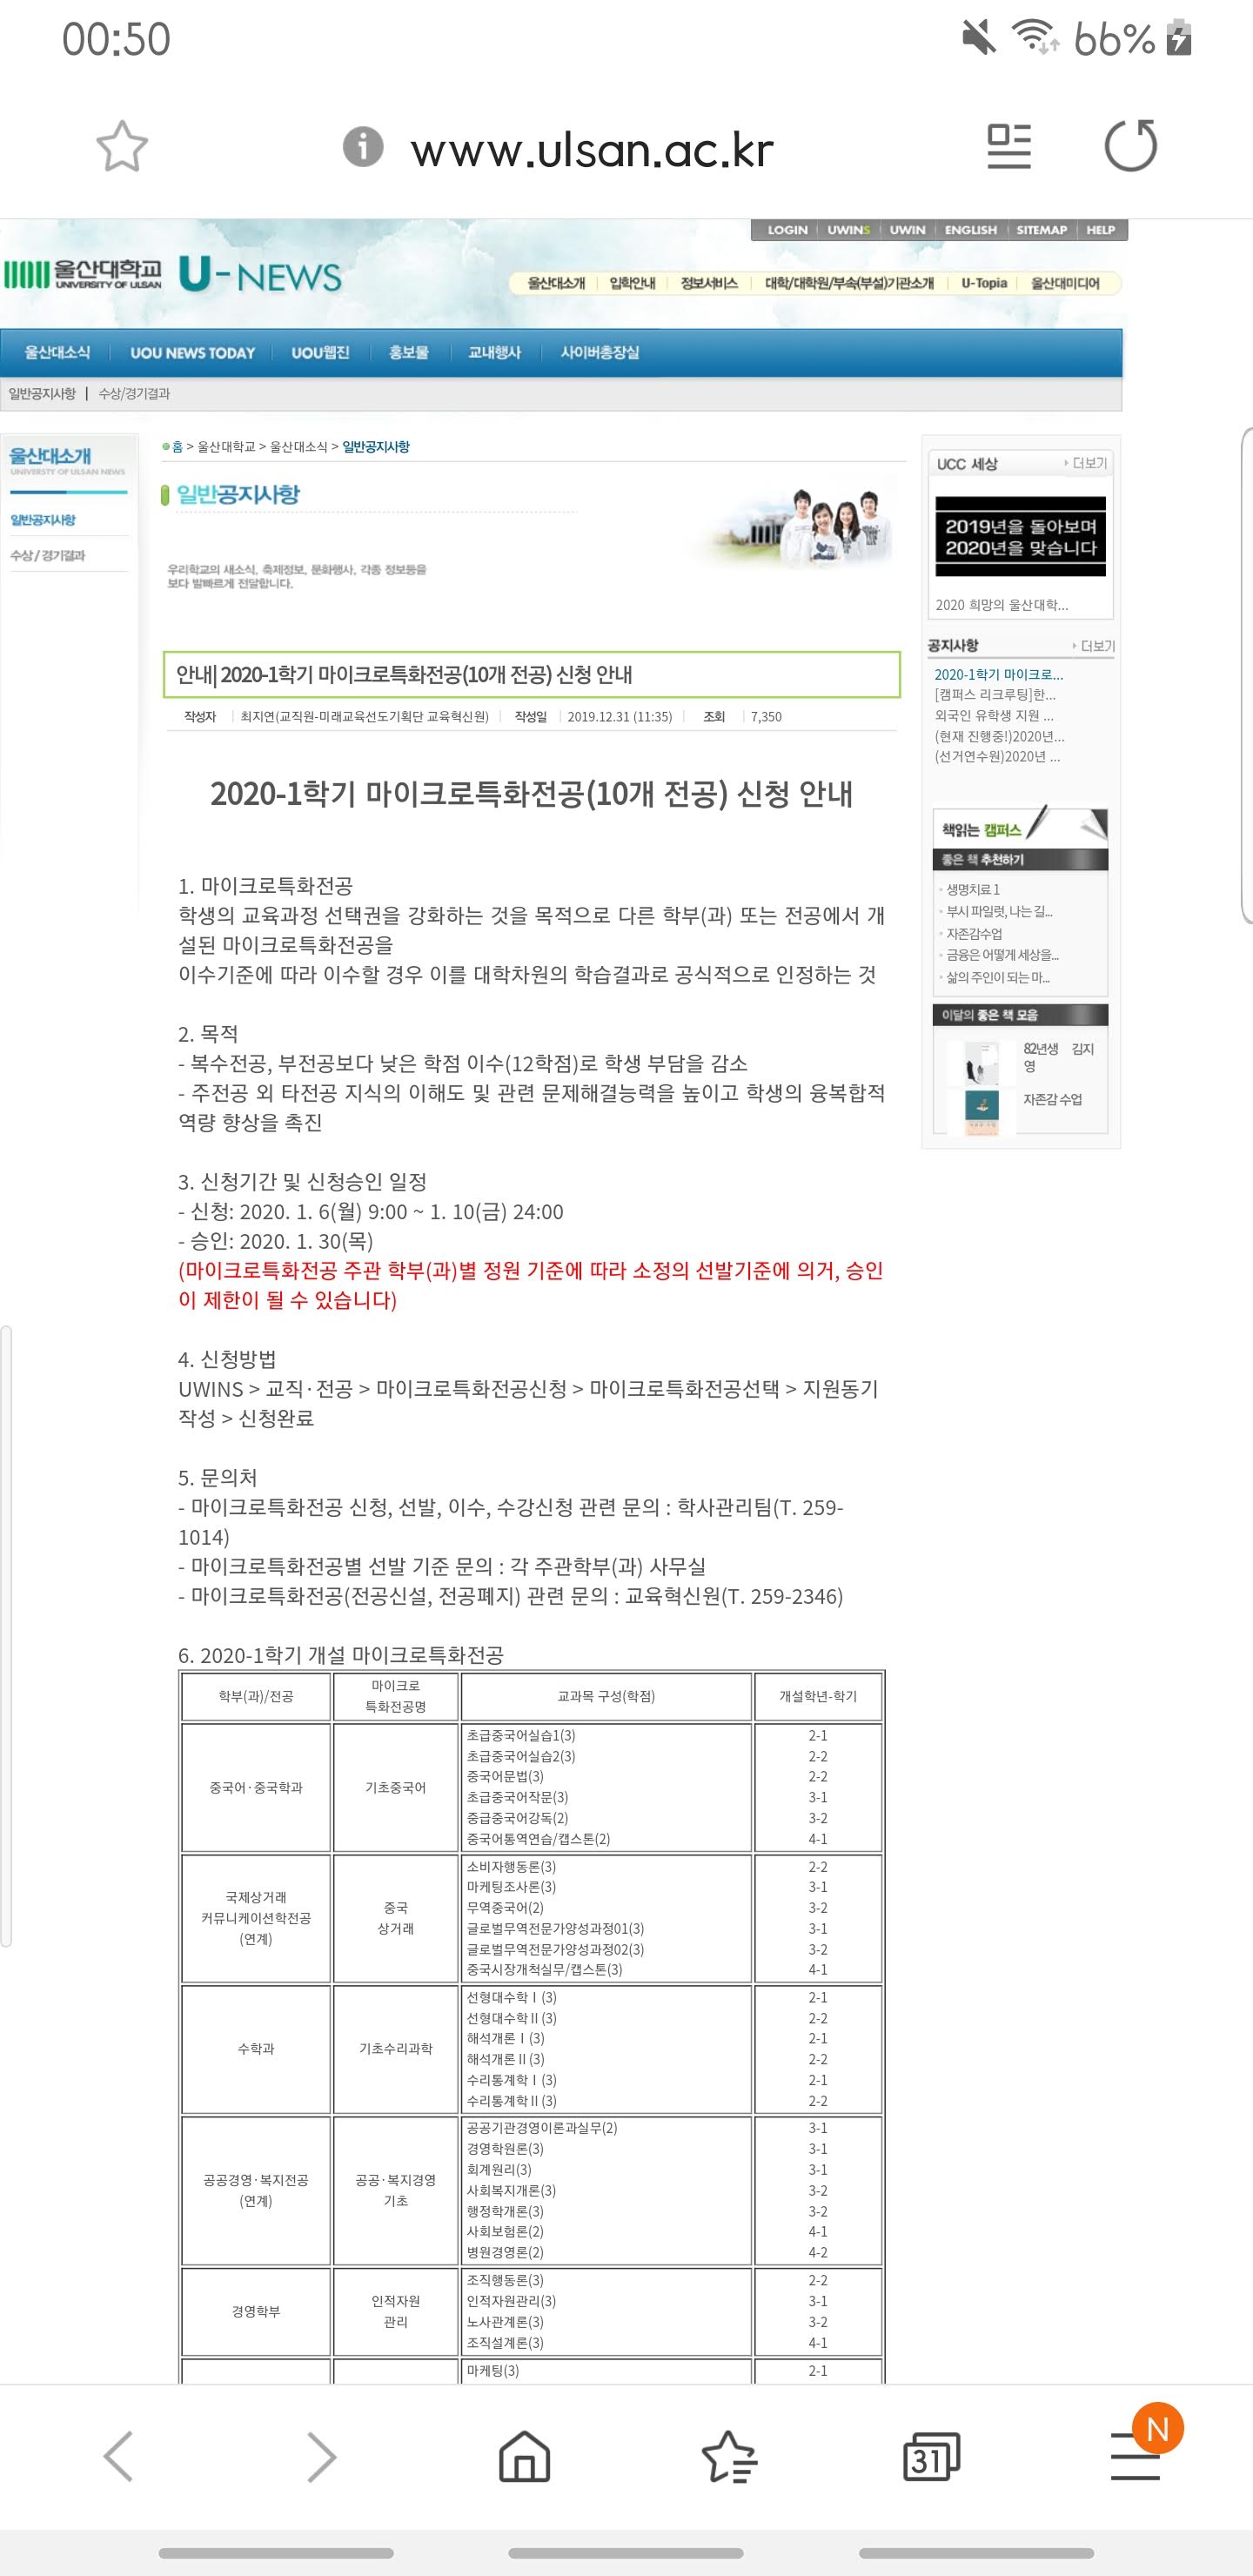 00:50
66%
www.ulsan.ac.kr
LOGIN UWINS UWIN ENGLISH SITEMAP HELP
울산대학교 U-NEWS
UNIVERSITY OF ULSAN
울산대소개 입학안내 정보서비스 대학/대학원/부속(부설)기관소개 U-Topia 울산대미디어
울산대소식 UOU NEWS TODAY UOU웹진 홍보물 교내행사 사이버총장실
일반공지사항 | 수상/경기결과
울산대소개
UNIVERSITY OF ULSAN NEWS
일반공지사항
수상 / 경기결과
홈 > 울산대학교 > 울산대소식 > 일반공지사항
일반공지사항
우리학교의 새소식, 축제정보, 문화행사, 각종 정보등을
보다 발빠르게 전달합니다.
안내| 2020-1학기 마이크로특화전공(10개 전공) 신청 안내
작성자 최지연(교직원-미래교육선도기획단 교육혁신원) 작성일 2019.12.31 (11:35) 조회 7,350
2020-1학기 마이크로특화전공(10개 전공) 신청 안내
1. 마이크로특화전공
학생의 교육과정 선택권을 강화하는 것을 목적으로 다른 학부(과) 또는 전공에서 개
설된 마이크로특화전공을
이수기준에 따라 이수할 경우 이를 대학차원의 학습결과로 공식적으로 인정하는 것
2. 목적
- 복수전공, 부전공보다 낮은 학점 이수(12학점)로 학생 부담을 감소
- 주전공 외 타전공 지식의 이해도 및 관련 문제해결능력을 높이고 학생의 융복합적
역량 향상을 촉진
3. 신청기간 및 신청승인 일정
- 신청: 2020. 1. 6(월) 9:00 ~ 1. 10(금) 24:00
- 승인: 2020. 1. 30(목)
(마이크로특화전공 주관 학부(과)별 정원 기준에 따라 소정의 선발기준에 의거, 승인
이 제한이 될 수 있습니다)
4. 신청방법
UWINS > 교직·전공 > 마이크로특화전공신청 > 마이크로특화전공선택 > 지원동기
작성 > 신청완료
5. 문의처
- 마이크로특화전공 신청, 선발, 이수, 수강신청 관련 문의 : 학사관리팀(T. 259-
1014)
- 마이크로특화전공별 선발 기준 문의 : 각 주관학부(과) 사무실
- 마이크로특화전공(전공신설, 전공폐지) 관련 문의 : 교육혁신원(T. 259-2346)
6. 2020-1학기 개설 마이크로특화전공
학부(과)/전공 마이크로 교과목 구성(학점) 개설학년-학기
특화전공명
중국어·중국학과 기초중국어
초급중국어실습1(3) 2-1
초급중국어실습2(3) 2-2
중국어문법(3) 2-2
초급중국어작문(3) 3-1
중급중국어강독(2) 3-2
중국어통역연습/캡스톤(2) 4-1
국제상거래
커뮤니케이션학전공
(연계)
중국
상거래
소비자행동론(3) 2-2
마케팅조사론(3) 3-1
무역중국어(2) 3-2
글로벌무역전문가양성과정01(3) 3-1
글로벌무역전문가양성과정02(3) 3-2
중국시장개척실무/캡스톤(3) 4-1
수학과 기초수리과학
선형대수학Ⅰ(3) 2-1
선형대수학Ⅱ(3) 2-2
해석개론Ⅰ(3) 2-1
해석개론Ⅱ(3) 2-2
수리통계학Ⅰ(3) 2-1
수리통계학Ⅱ(3) 2-2
공공경영·복지전공
(연계)
공공·복지경영
기초
공공기관경영이론과실무(2) 3-1
경영학원론(3) 3-1
회계원리(3) 3-1
사회복지개론(3) 3-2
행정학개론(3) 3-2
사회보험론(2) 4-1
병원경영론(2) 4-2
경영학부
인적자원
관리
조직행동론(3) 2-2
인적자원관리(3) 3-1
노사관계론(3) 3-2
조직설계론(3) 4-1
마케팅(3) 2-1
UCC 세상 더보기
2019년을 돌아보며
2020년을 맞습니다
2020 희망의 울산대학...
공지사항 더보기
2020-1학기 마이크로...
[캠퍼스 리크루팅]한...
외국인 유학생 지원 ...
(현재 진행중!)2020년...
(선거연수원)2020년 ...
책읽는 캠퍼스
좋은 책 추천하기
생명치료 1
부시 파일럿, 나는 길...
자존감수업
금융은 어떻게 세상을...
삶의 주인이 되는 마...
이달의 좋은 책 모음
82년생 김지
영
자존감 수업
31
N